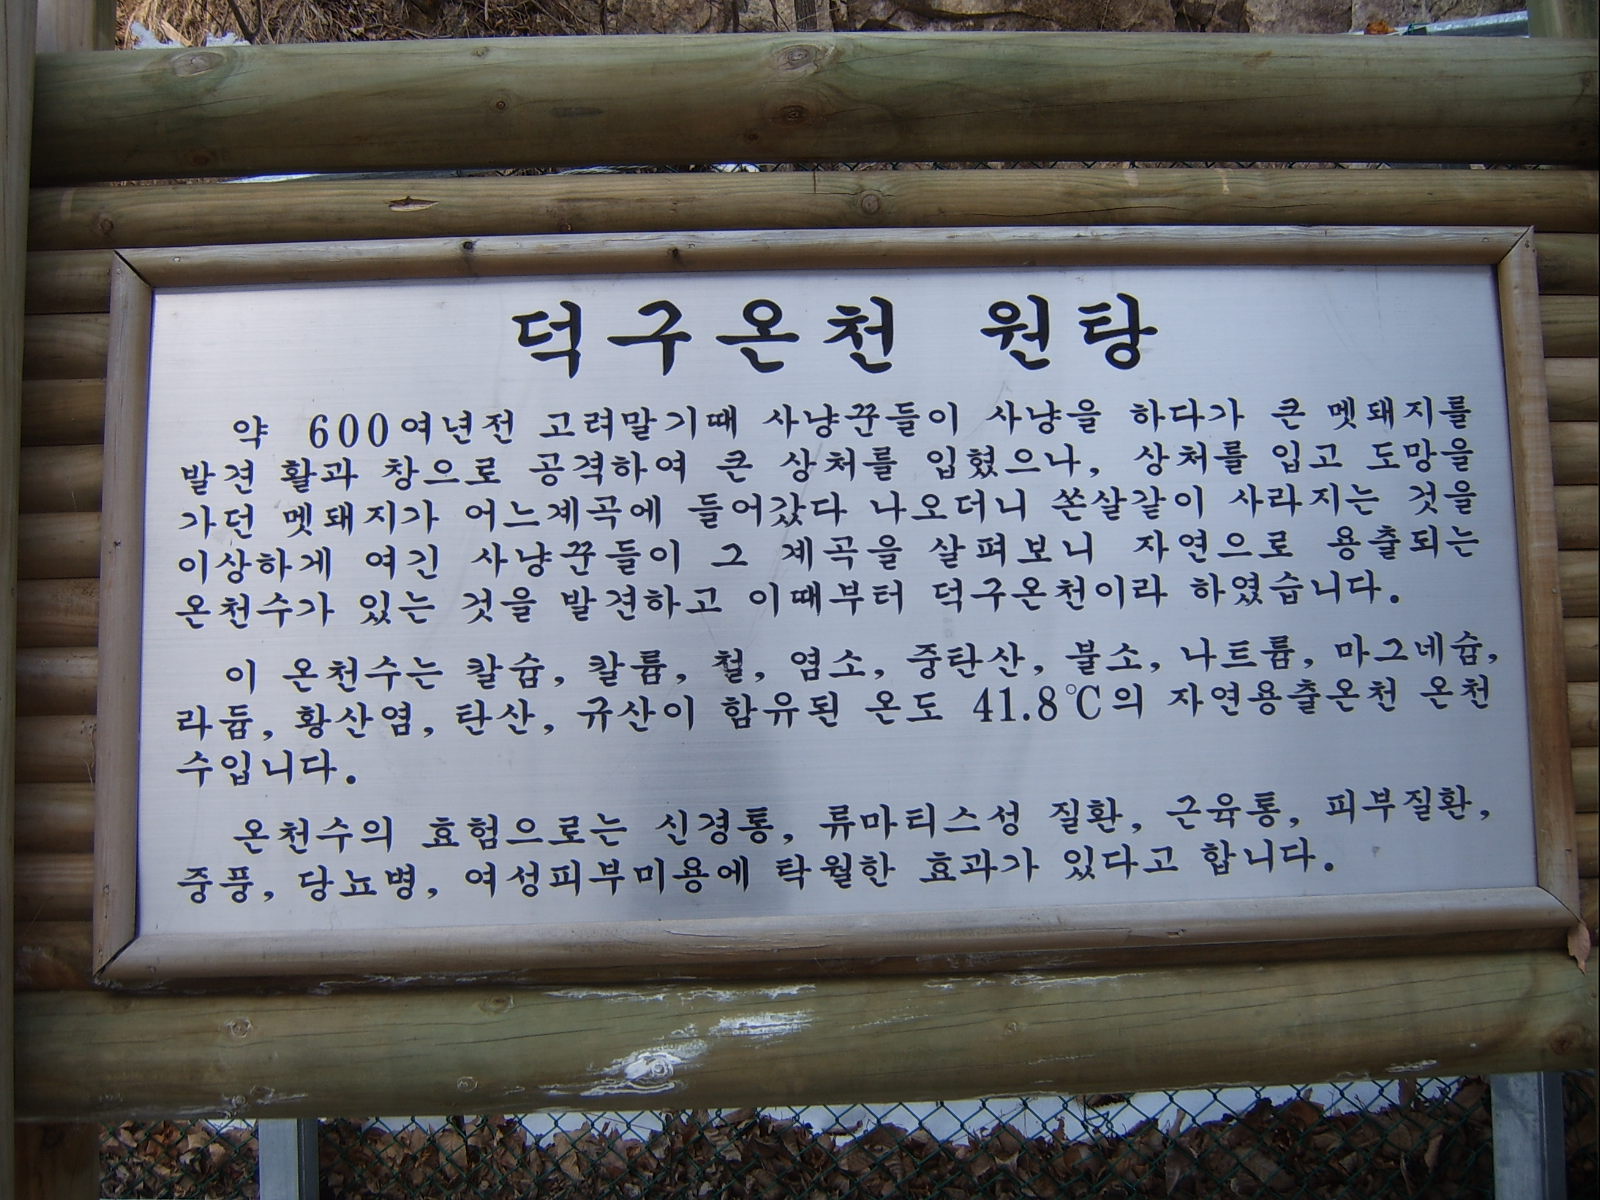 덕구온천 원탕
약 600여년전 고려말기때 사냥꾼들이 사냥을 하다가 큰 멧돼지를
발견 활과 창으로 공격하여 큰 상처를 입혔으나, 상처를 입고 도망을
가던 멧돼지가 어느계곡에 들어갔다 나오더니 쏜살같이 사라지는 것을
이상하게 여긴 사냥꾼들이 그 계곡을 살펴보니 자연으로 용출되는
온천수가 있는 것을 발견하고 이때부터 덕구온천이라 하였습니다.
이 온천수는 칼슘, 칼륨, 철, 염소, 중탄산, 불소, 나트륨, 마그네슘,
라듐, 황산염, 탄산, 규산이 함유된 온도 41.8℃의 자연용출온천 온천
수입니다.
온천수의 효험으로는 신경통, 류마티스성 질환, 근육통, 피부질환,
중풍, 당뇨병, 여성피부미용에 탁월한 효과가 있다고 합니다.